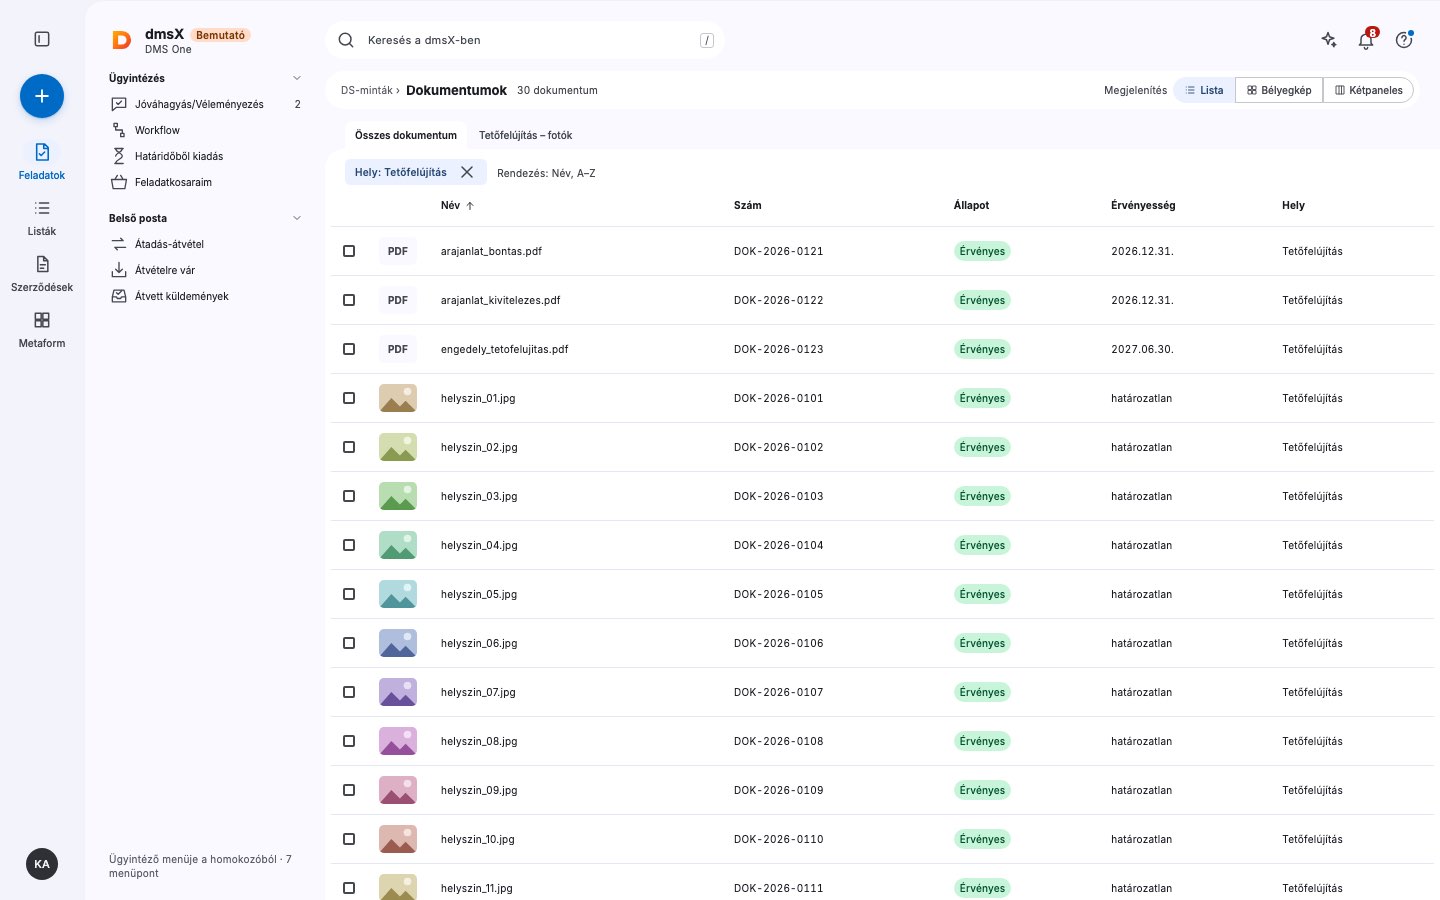 dmsX Bemutató
DMS One
Keresés a dmsX-ben /
8
Ügyintézés
Jóváhagyás/Véleményezés 2
Workflow
Határidőből kiadás
Feladatkosaraim
Belső posta
Átadás-átvétel
Átvételre vár
Átvett küldemények
Feladatok
Listák
Szerződések
Metaform
KA
Ügyintéző menüje a homokozóból · 7
menüpont
DS-minták › Dokumentumok 30 dokumentum
Megjelenítés Lista Bélyegkép Kétpaneles
Összes dokumentum Tetőfelújítás – fotók
Hely: Tetőfelújítás Rendezés: Név, A–Z
Név ↑ Szám Állapot Érvényesség Hely
PDF arajanlat_bontas.pdf DOK-2026-0121 Érvényes 2026.12.31. Tetőfelújítás
PDF arajanlat_kivitelezes.pdf DOK-2026-0122 Érvényes 2026.12.31. Tetőfelújítás
PDF engedely_tetofelujitas.pdf DOK-2026-0123 Érvényes 2027.06.30. Tetőfelújítás
helyszin_01.jpg DOK-2026-0101 Érvényes határozatlan Tetőfelújítás
helyszin_02.jpg DOK-2026-0102 Érvényes határozatlan Tetőfelújítás
helyszin_03.jpg DOK-2026-0103 Érvényes határozatlan Tetőfelújítás
helyszin_04.jpg DOK-2026-0104 Érvényes határozatlan Tetőfelújítás
helyszin_05.jpg DOK-2026-0105 Érvényes határozatlan Tetőfelújítás
helyszin_06.jpg DOK-2026-0106 Érvényes határozatlan Tetőfelújítás
helyszin_07.jpg DOK-2026-0107 Érvényes határozatlan Tetőfelújítás
helyszin_08.jpg DOK-2026-0108 Érvényes határozatlan Tetőfelújítás
helyszin_09.jpg DOK-2026-0109 Érvényes határozatlan Tetőfelújítás
helyszin_10.jpg DOK-2026-0110 Érvényes határozatlan Tetőfelújítás
helyszin_11.jpg DOK-2026-0111 Érvényes határozatlan Tetőfelújítás